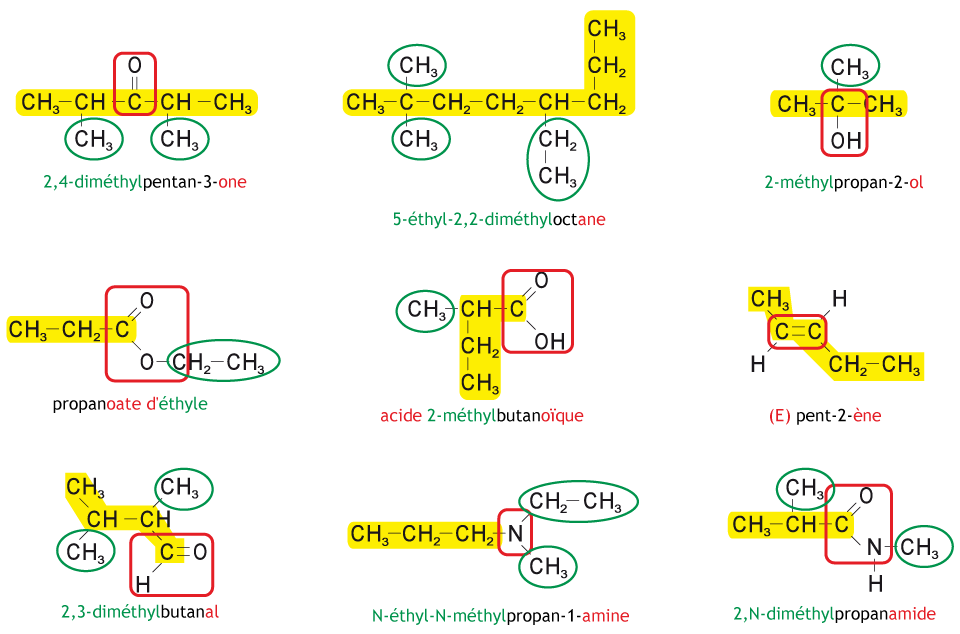 O
CH₃–CH–C–CH–CH₃
CH₃ CH₃
2,4-diméthylpentan-3-one
CH₃
CH₂
CH₃
CH₃–C–CH₂–CH₂–CH–CH₂
CH₃ CH₂
CH₃
5-éthyl-2,2-diméthyloctane
CH₃
CH₃–C–CH₃
OH
2-méthylpropan-2-ol
O
CH₃–CH₂–C
O–CH₂–CH₃
propanoate d'éthyle
O
CH₃–CH–C
OH
CH₂
CH₃
acide 2-méthylbutanoïque
CH₃ H
C=C
H CH₂–CH₃
(E) pent-2-ène
CH₃ CH₃
CH–CH
CH₃ C=O
H
2,3-diméthylbutanal
CH₂–CH₃
CH₃–CH₂–CH₂–N
CH₃
N-éthyl-N-méthylpropan-1-amine
CH₃ O
CH₃–CH–C
N–CH₃
H
2,N-diméthylpropanamide